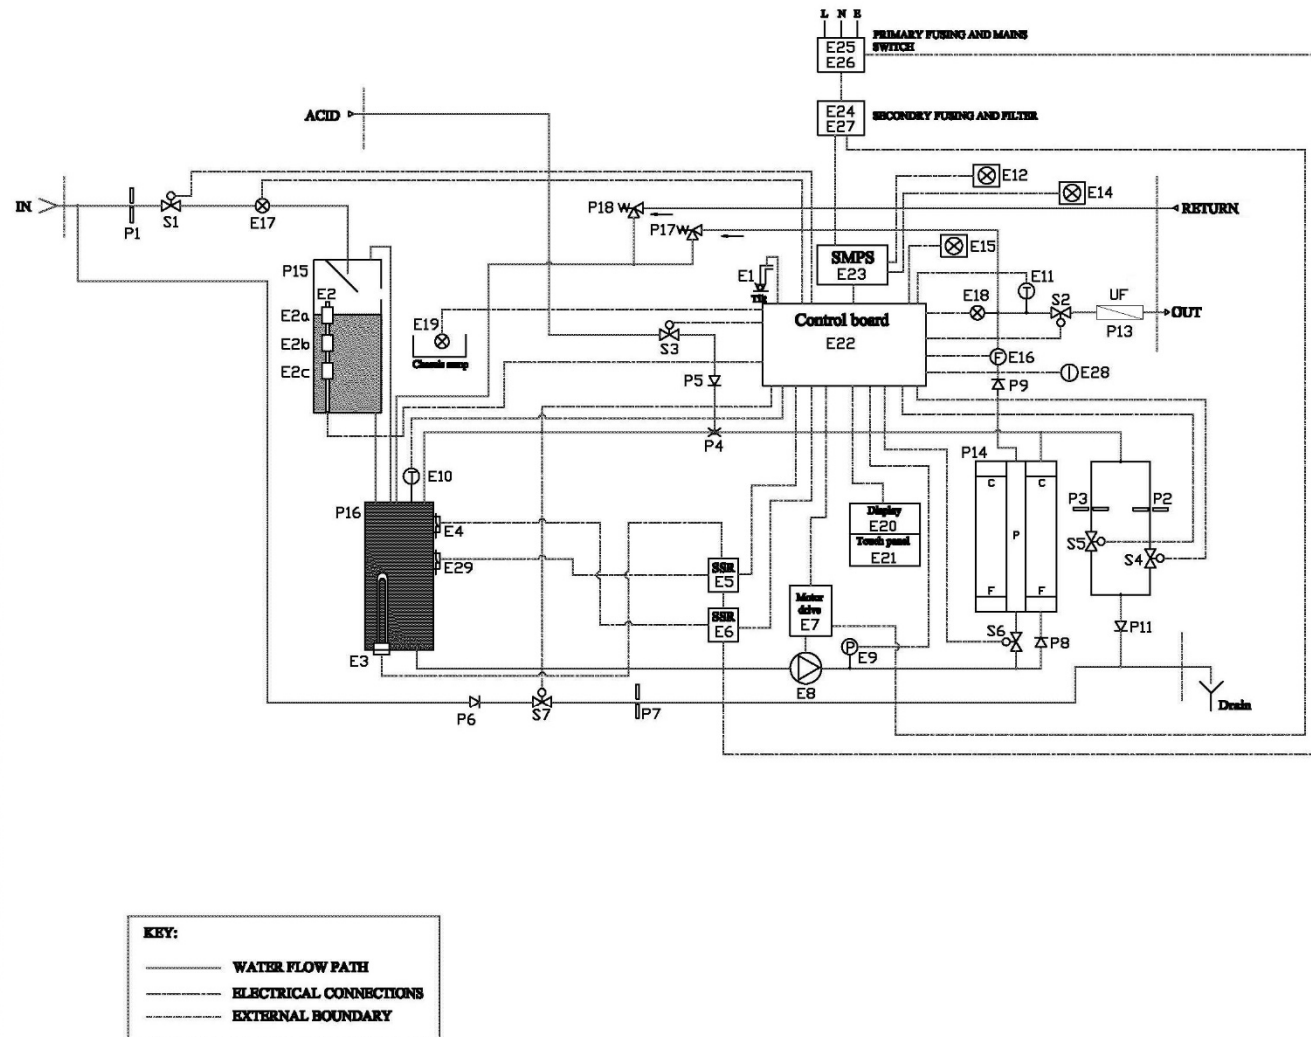 L N E
E25
E26
PRIMARY FUSING AND MAINS
SWITCH
E24
E27
SECONDRY FUSING AND FILTER
ACID
IN
P1
S1
E17
E12
E14
P18
P17
RETURN
SMPS
E23
E15
E11
E1
E18
S2
UF
P13
OUT
P15
E2
E2a
E2b
E2c
E19
Chassis sump
S3
Control board
E22
E16
E28
P5
P9
P4
E10
P14
C
C
P
F
F
P16
E4
E29
Display
E20
Touch panel
E21
P3
P2
S5
S4
SSR
E5
SSR
E6
Motor
drive
E7
P
E9
S6
P8
P11
E3
E8
P6
S7
P7
Drain
KEY:
WATER FLOW PATH
ELECTRICAL CONNECTIONS
EXTERNAL BOUNDARY